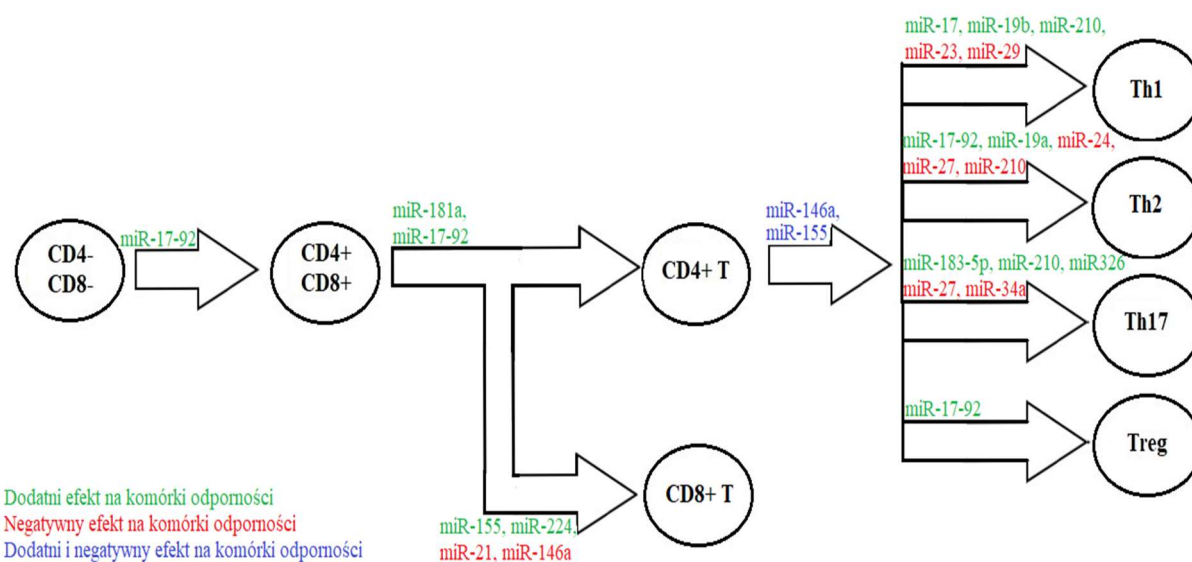 miR-17, miR-19b, miR-210,
miR-23, miR-29
Th1
miR-17-92, miR-19a, miR-24,
miR-27, miR-210
Th2
CD4-
CD8-
miR-17-92
CD4+
CD8+
miR-181a,
miR-17-92
CD4+ T
miR-146a,
miR-155
miR-183-5p, miR-210, miR326
miR-27, miR-34a
Th17
miR-17-92
Treg
CD8+ T
miR-155, miR-224,
miR-21, miR-146a
Dodatni efekt na komórki odporności
Negatywny efekt na komórki odporności
Dodatni i negatywny efekt na komórki odporności